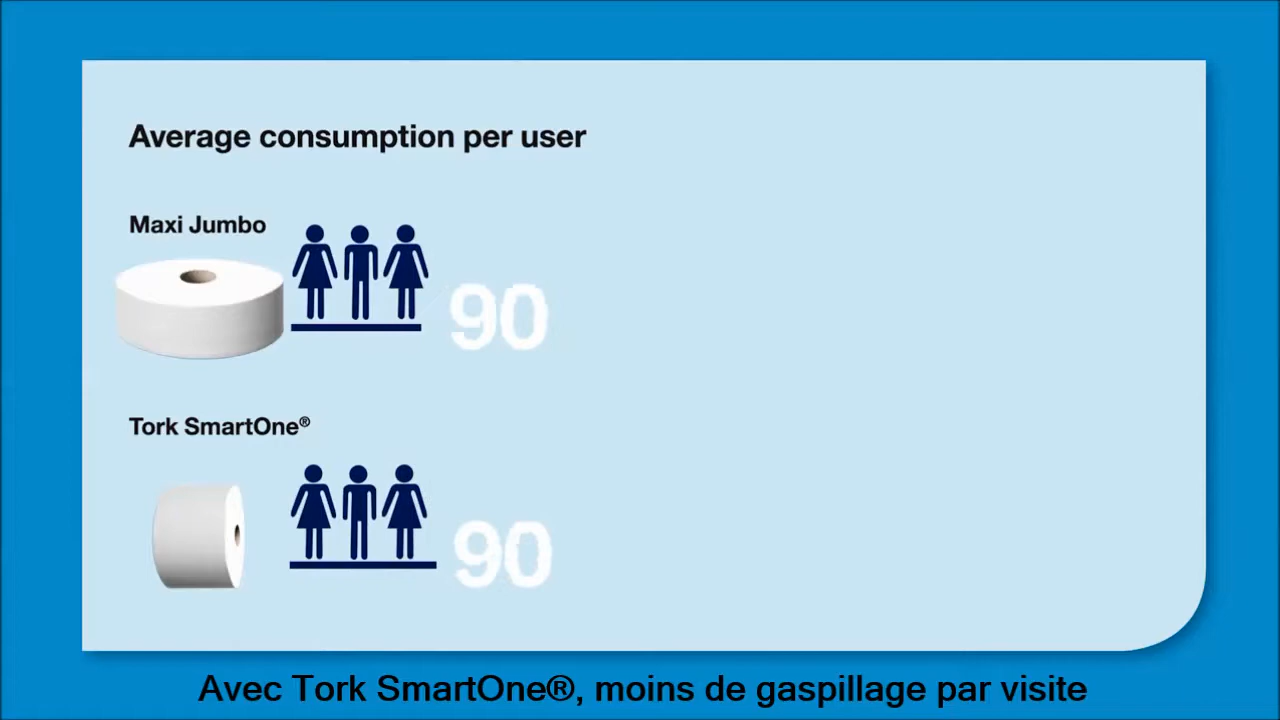 Average consumption per user
Maxi Jumbo
90
Tork SmartOne®
90
Avec Tork SmartOne®, moins de gaspillage par visite